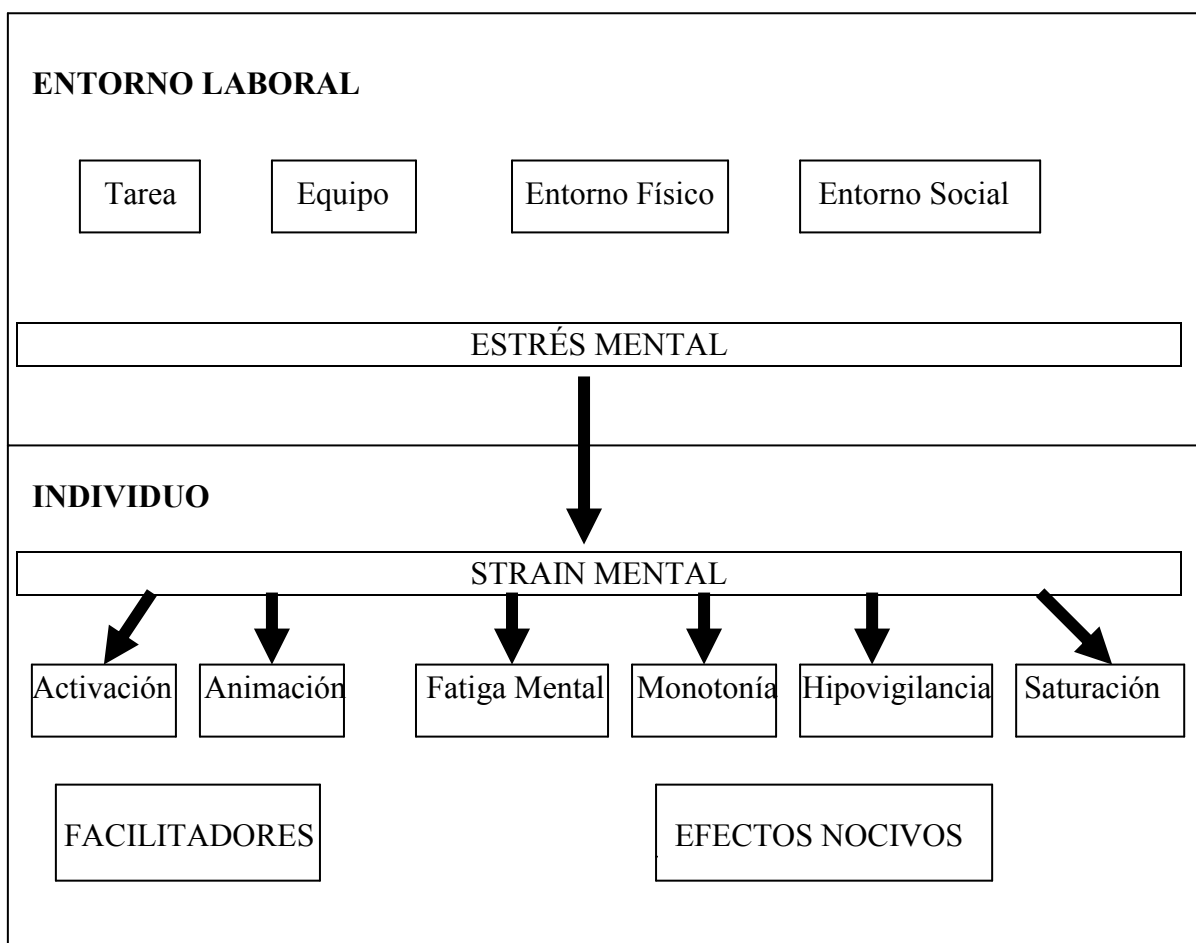 ENTORNO LABORAL
Tarea
Equipo
Entorno Físico
Entorno Social
ESTRÉS MENTAL
INDIVIDUO
STRAIN MENTAL
Activación
Animación
Fatiga Mental
Monotonía
Hipovigilancia
Saturación
FACILITADORES
EFECTOS NOCIVOS